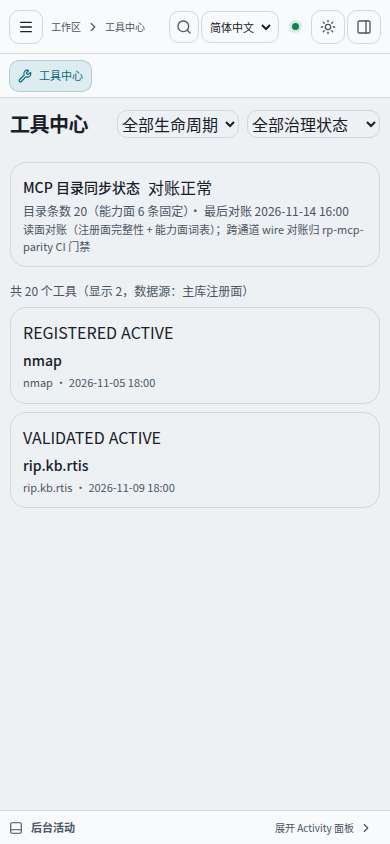 工作区 工具中心 简体中文
工具中心
工具中心 全部生命周期 全部治理状态
MCP 目录同步状态 对账正常
目录条数 20（能力面 6 条固定）· 最后对账 2026-11-14 16:00
读面对账（注册面完整性 + 能力面词表）；跨通道 wire 对账归 rp-mcp-
parity CI 门禁
共 20 个工具（显示 2，数据源：主库注册面）
REGISTERED ACTIVE
nmap
nmap · 2026-11-05 18:00
VALIDATED ACTIVE
rip.kb.rtis
rip.kb.rtis · 2026-11-09 18:00
后台活动 展开 Activity 面板